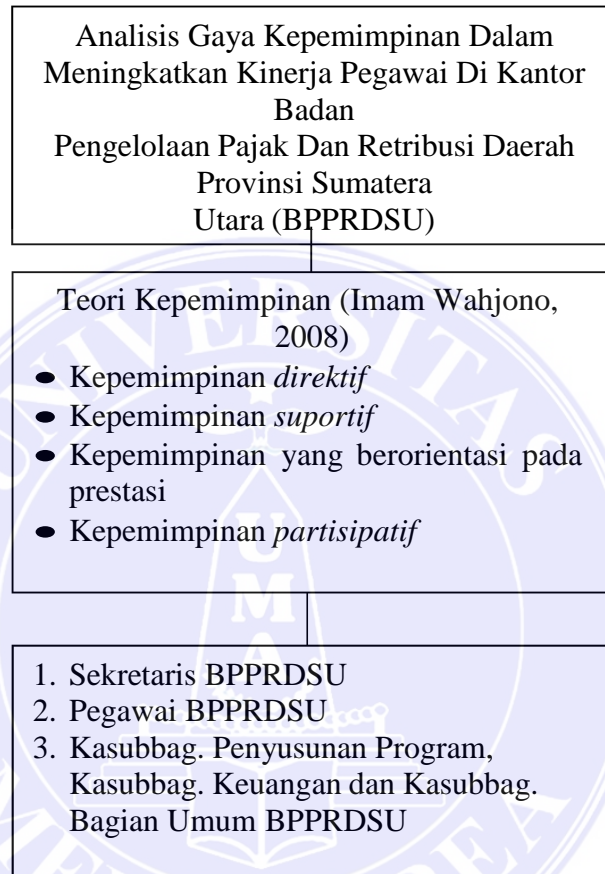 Analisis Gaya Kepemimpinan Dalam
Meningkatkan Kinerja Pegawai Di Kantor
Badan
Pengelolaan Pajak Dan Retribusi Daerah
Provinsi Sumatera
Utara (BPPRDSU)
Teori Kepemimpinan (Imam Wahjono,
2008)
Kepemimpinan direktif
Kepemimpinan suportif
Kepemimpinan yang berorientasi pada
prestasi
Kepemimpinan partisipatif
1. Sekretaris BPPRDSU
2. Pegawai BPPRDSU
3. Kasubbag. Penyusunan Program,
Kasubbag. Keuangan dan Kasubbag.
Bagian Umum BPPRDSU
UNIVERSITAS
UMA